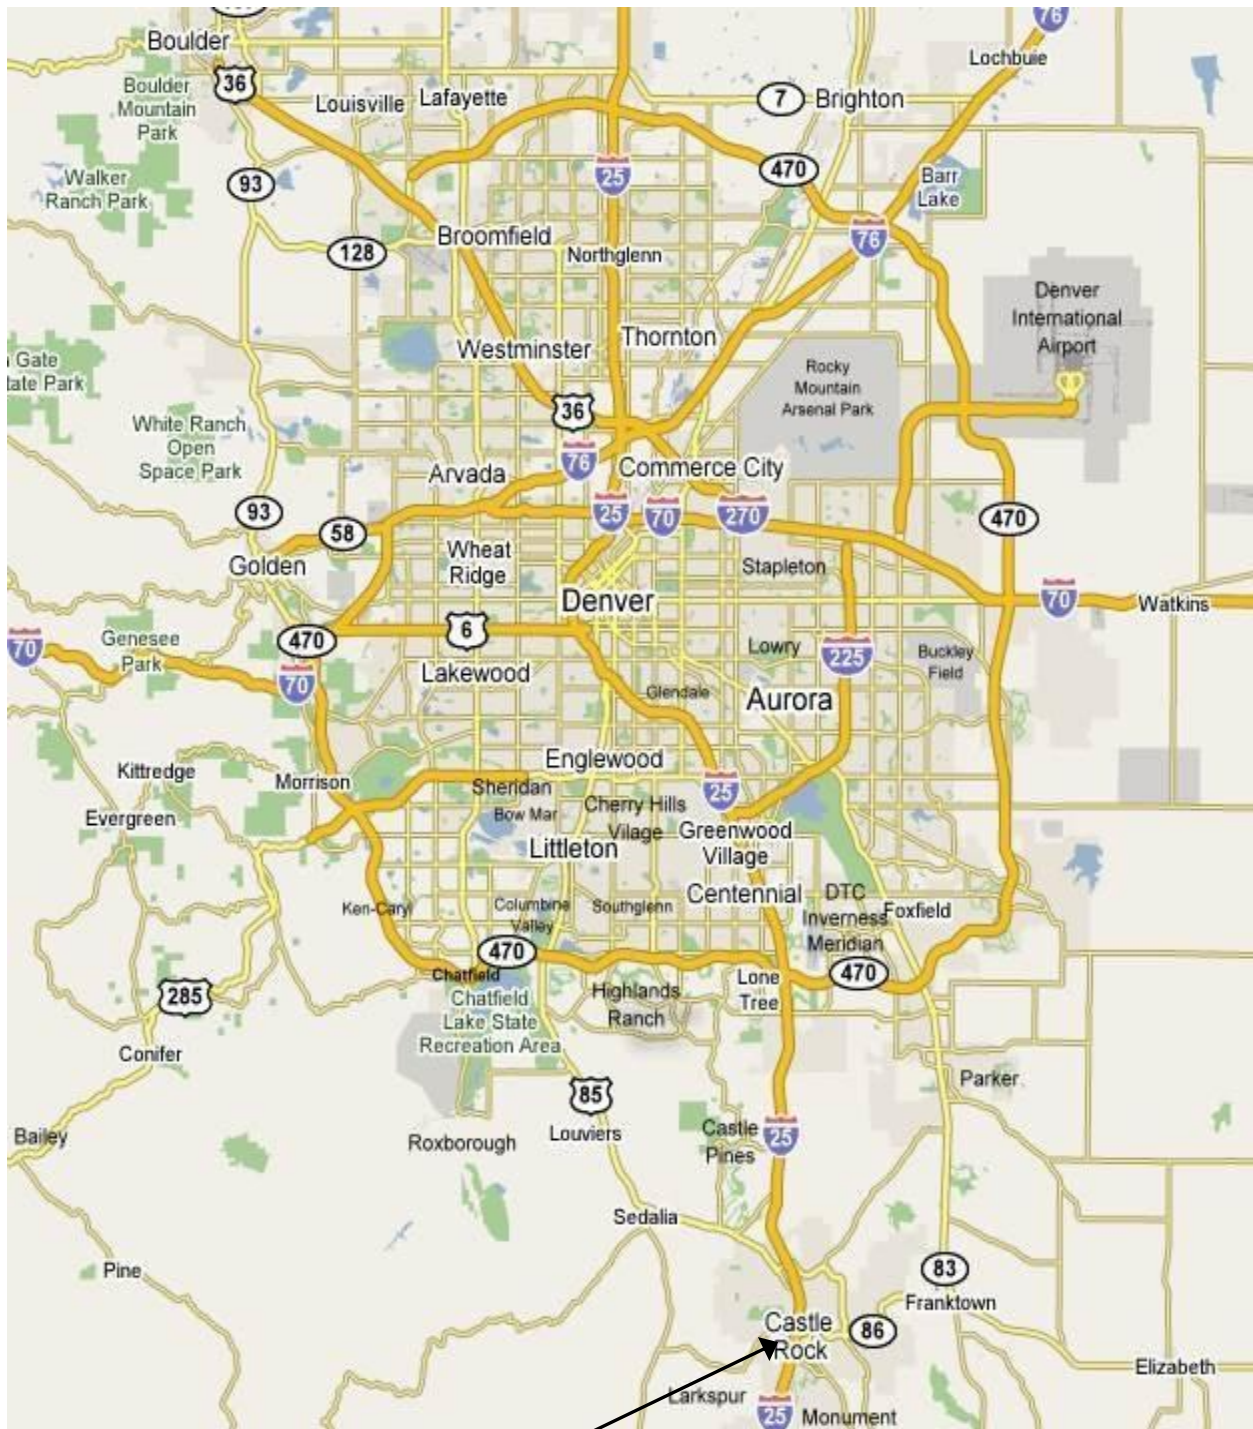 76
Boulder
Lochbuie
36
Boulder
Mountain
Park
Louisville
Lafayette
7
Brighton
25
470
Walker
Ranch Park
93
Barr
Lake
128
Broomfield
Northglenn
76
Denver
International
Airport
Thornton
Westminster
Gate
tate Park
Rocky
Mountain
Arsenal Park
36
White Ranch
Open
Space Park
76
Arvada
Commerce City
93
58
25
70
270
470
Golden
Wheat
Ridge
Stapleton
Denver
70
Watkins
470
6
70
Genesee
Park
Lowry
225
Buckley
Field
Lakewood
70
Glendale
Aurora
Englewood
Kittredge
Morrison
Sheridan
25
Bow Mar
Cherry Hills
Vilage
Evergreen
Greenwood
Village
Littleton
Centennial
DTC
Inverness
Meridian
Foxfield
Ken-Caryl
Columbine
Valley
Southglenn
470
Chatfield
Lone
Tree
470
285
Chatfield
Lake State
Recreation Area
Highlands
Ranch
Conifer
Parker
85
Bailey
Roxborough
Louviers
Castle
Pines
25
Sedalia
Pine
83
Franktown
Castle
Rock
86
Elizabeth
Larkspur
25
Monument